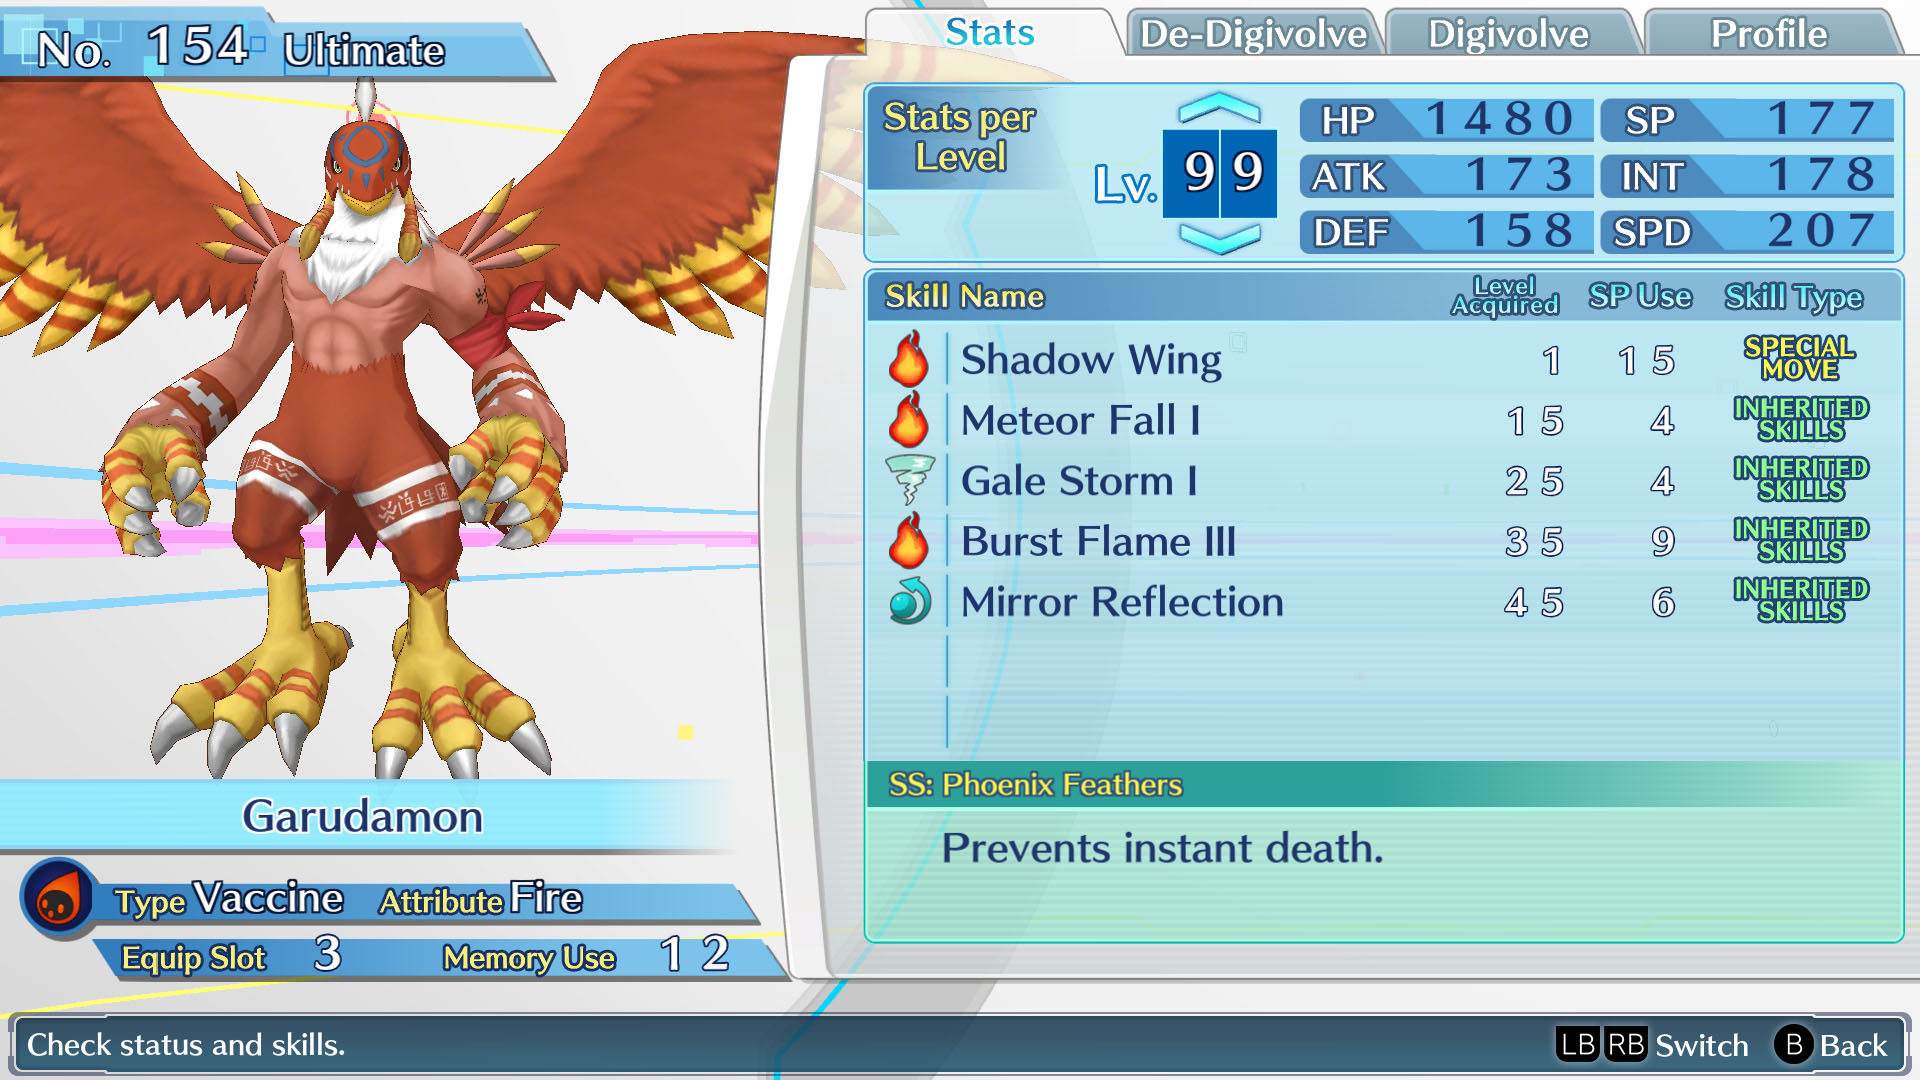 No. 154 Ultimate
Stats De-Digivolve Digivolve Profile
Stats per
Level
Lv. 99
HP 1480 SP 177
ATK 173 INT 178
DEF 158 SPD 207
Skill Name Level Acquired SP Use Skill Type
Shadow Wing 1 15 SPECIAL MOVE
Meteor Fall I 15 4 INHERITED SKILLS
Gale Storm I 25 4 INHERITED SKILLS
Burst Flame III 35 9 INHERITED SKILLS
Mirror Reflection 45 6 INHERITED SKILLS
SS: Phoenix Feathers
Prevents instant death.
Garudamon
Type Vaccine Attribute Fire
Equip Slot 3 Memory Use 12
Check status and skills.
LB RB Switch B Back